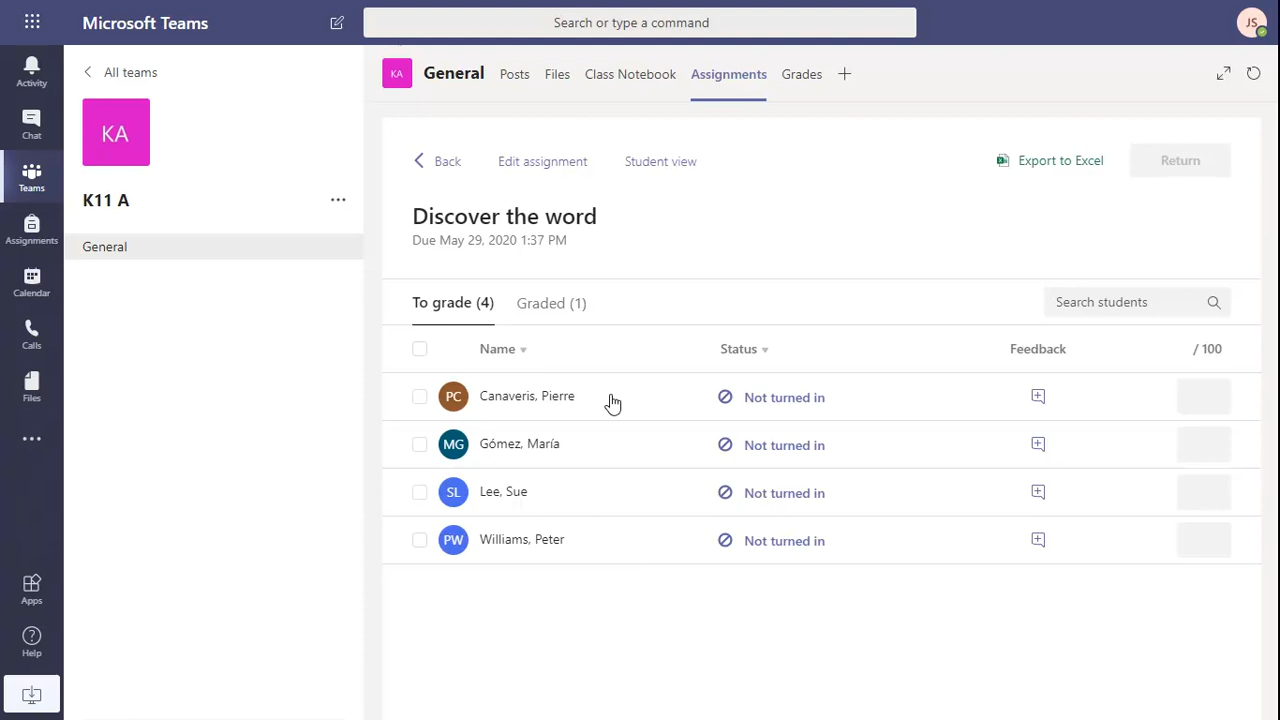 Microsoft Teams
Search or type a command
JS
Activity
Chat
Teams
Assignments
Calendar
Calls
Files
Apps
Help
All teams
KA
K11 A
General
KA
General Posts Files Class Notebook Assignments Grades
Back Edit assignment Student view Export to Excel Return
Discover the word
Due May 29, 2020 1:37 PM
To grade (4) Graded (1) Search students
Name Status Feedback / 100
PC Canaveris, Pierre Not turned in
MG Gómez, María Not turned in
SL Lee, Sue Not turned in
PW Williams, Peter Not turned in